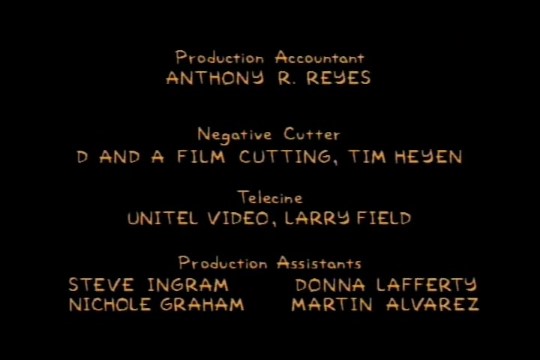 Production Accountant
ANTHONY R. REYES
Negative Cutter
D AND A FILM CUTTING, TIM HEYEN
Telecine
UNITEL VIDEO, LARRY FIELD
Production Assistants
STEVE INGRAM DONNA LAFFERTY
NICHOLE GRAHAM MARTIN ALVAREZ